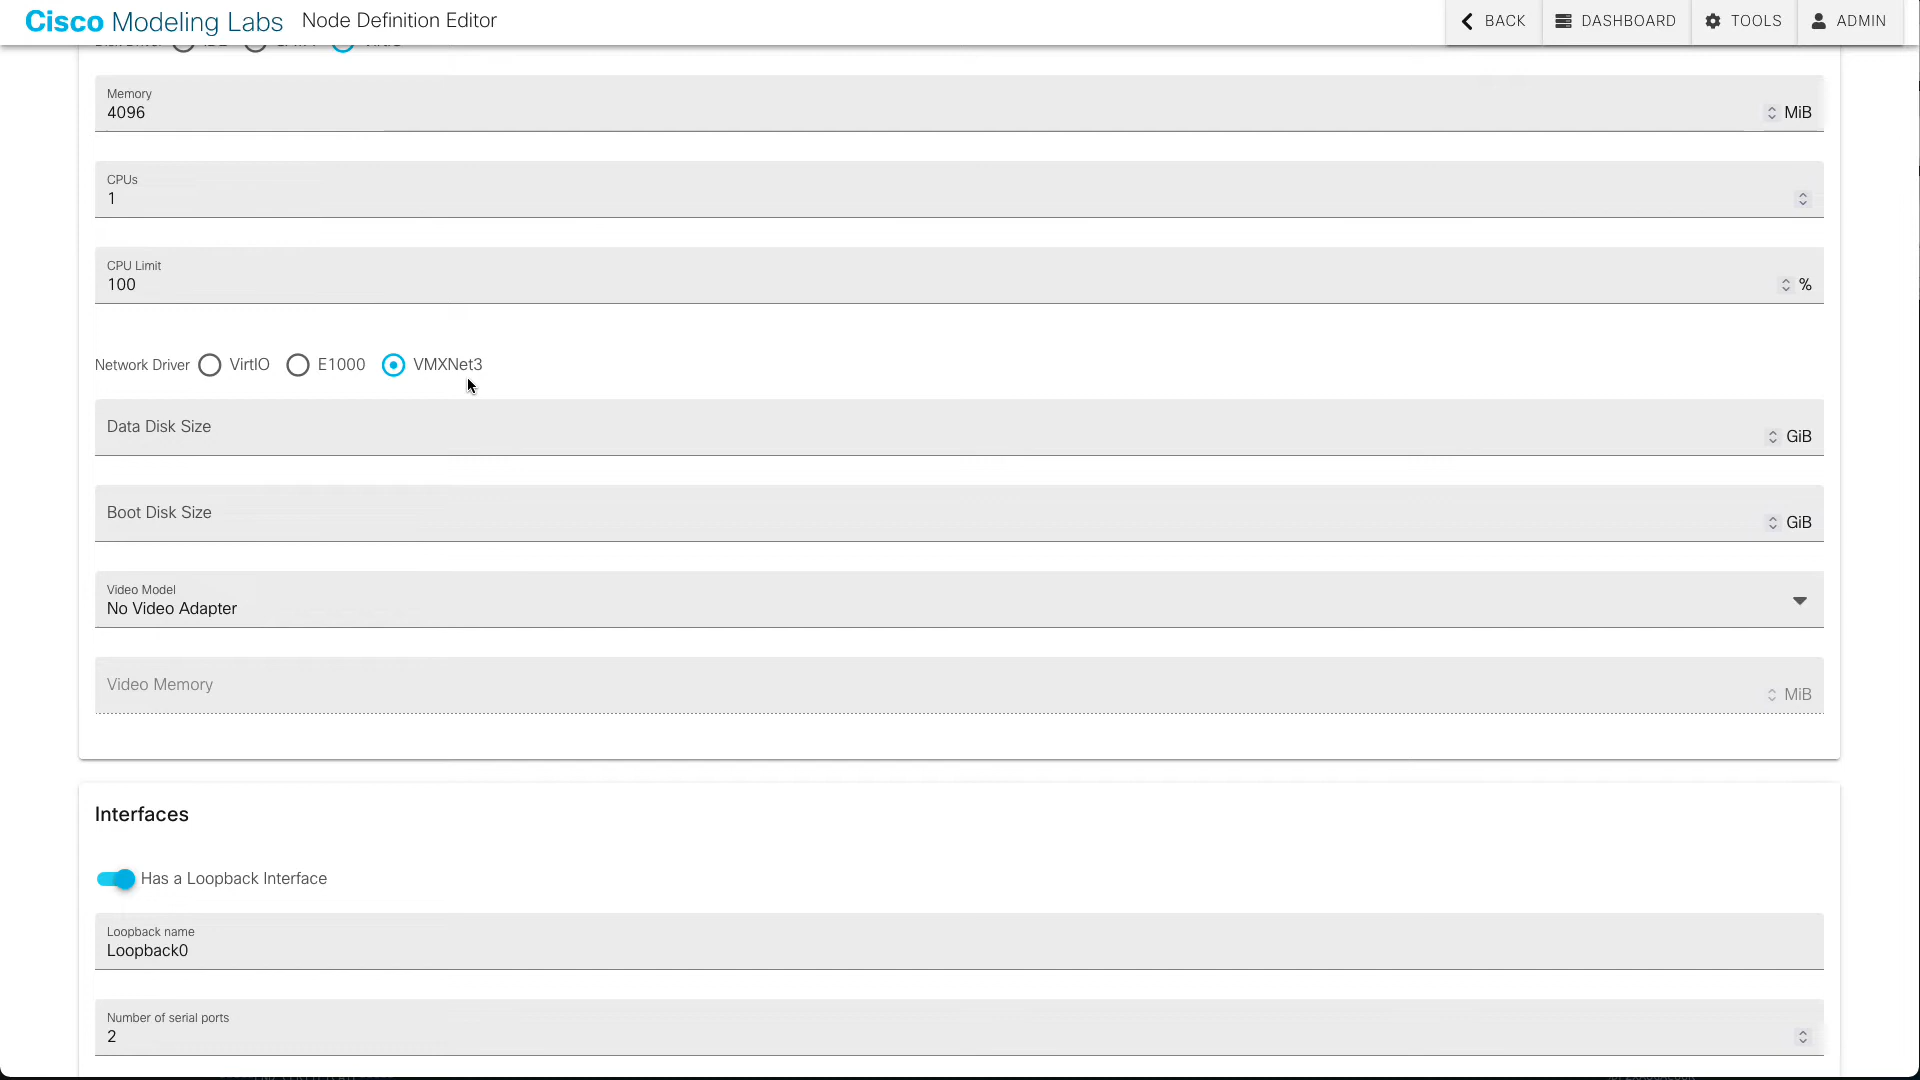 Cisco Modeling Labs Node Definition Editor BACK DASHBOARD TOOLS ADMIN
Memory
4096 MiB
CPUs
1
CPU Limit
100 %
Network Driver VirtIO E1000 VMXNet3
Data Disk Size GiB
Boot Disk Size GiB
Video Model
No Video Adapter
Video Memory MiB
Interfaces
Has a Loopback Interface
Loopback name
Loopback0
Number of serial ports
2